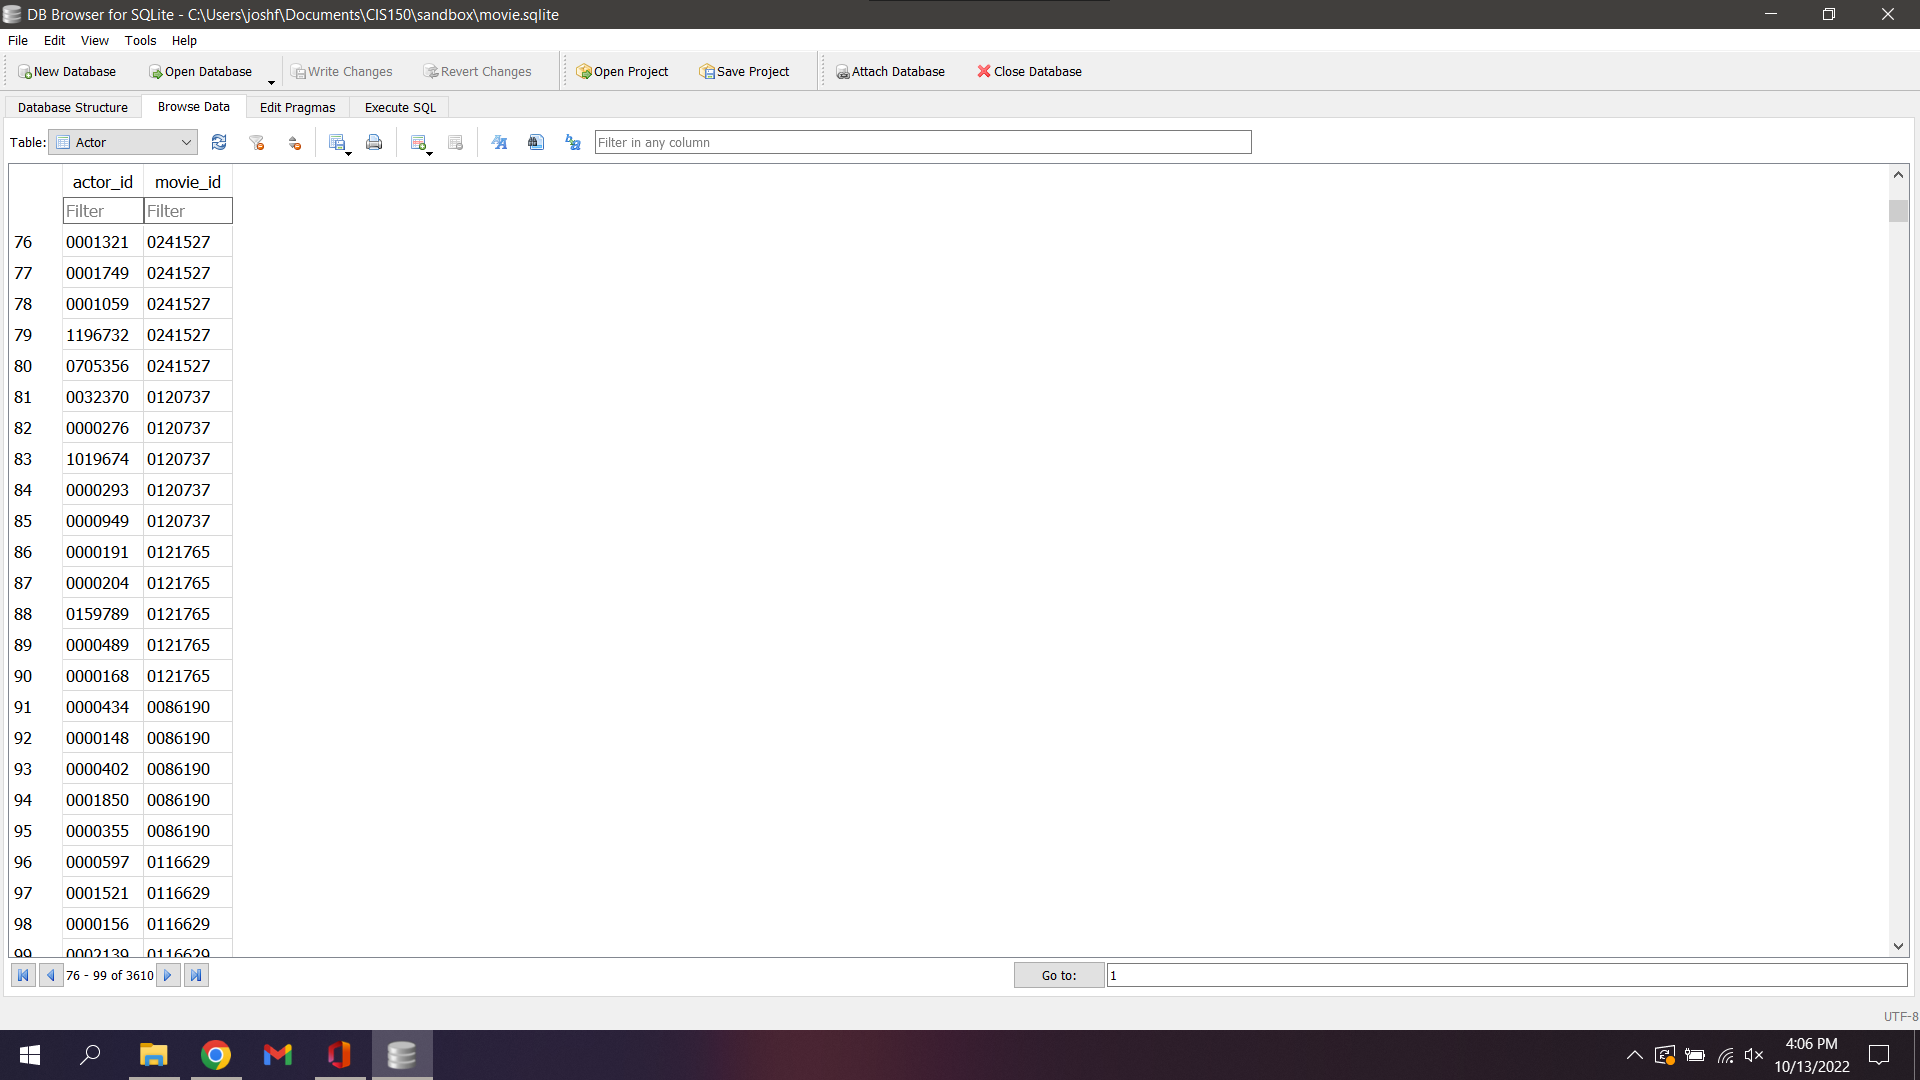 DB Browser for SQLite - C:\Users\joshf\Documents\CIS150\sandbox\movie.sqlite
File Edit View Tools Help
New Database Open Database Write Changes Revert Changes Open Project Save Project Attach Database Close Database
Database Structure Browse Data Edit Pragmas Execute SQL
Table: Actor Filter in any column
actor_id movie_id
Filter Filter
76 0001321 0241527
77 0001749 0241527
78 0001059 0241527
79 1196732 0241527
80 0705356 0241527
81 0032370 0120737
82 0000276 0120737
83 1019674 0120737
84 0000293 0120737
85 0000949 0120737
86 0000191 0121765
87 0000204 0121765
88 0159789 0121765
89 0000489 0121765
90 0000168 0121765
91 0000434 0086190
92 0000148 0086190
93 0000402 0086190
94 0001850 0086190
95 0000355 0086190
96 0000597 0116629
97 0001521 0116629
98 0000156 0116629
99 0002139 0116629
76 - 99 of 3610 Go to: 1
UTF-8
4:06 PM
10/13/2022